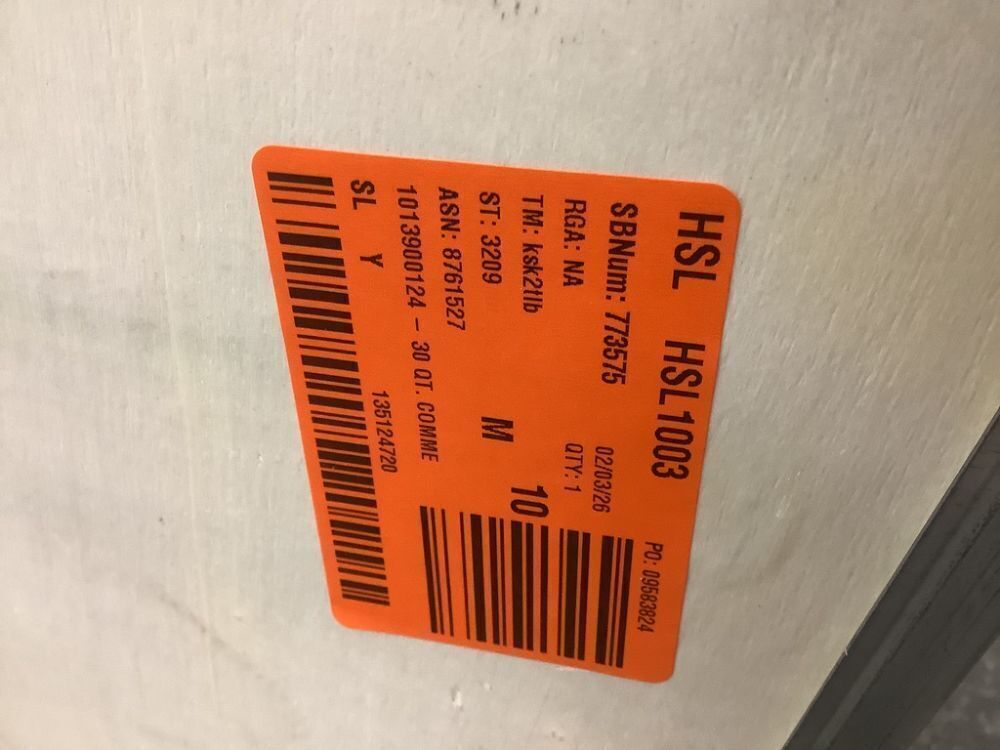 HSL HSL1003
PO: 09583824
SBNum: 773575
02/03/26
RGA: NA
QTY: 1
TM: ksk2tlb
10
ST: 3209
M
ASN: 8761527
1013900124 - 30 QT. COMME
SL Y
135124720